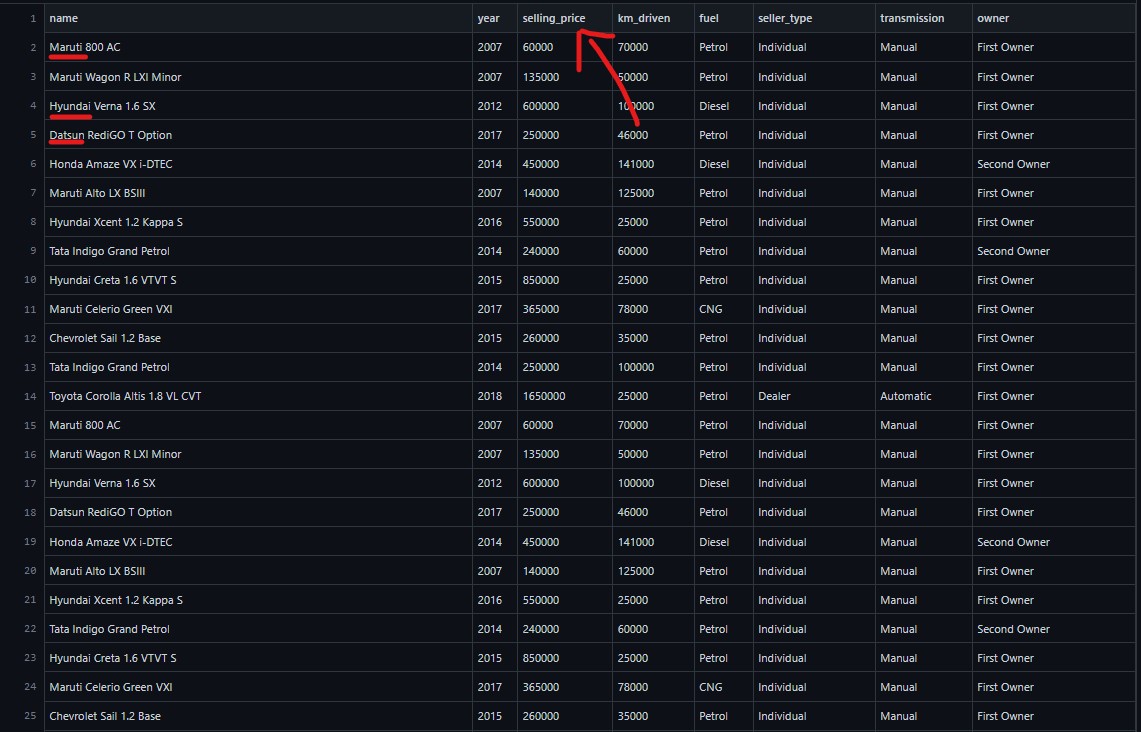 1 name year selling_price km_driven fuel seller_type transmission owner
2 Maruti 800 AC 2007 60000 70000 Petrol Individual Manual First Owner
3 Maruti Wagon R LXI Minor 2007 135000 50000 Petrol Individual Manual First Owner
4 Hyundai Verna 1.6 SX 2012 600000 100000 Diesel Individual Manual First Owner
5 Datsun RediGO T Option 2017 250000 46000 Petrol Individual Manual First Owner
6 Honda Amaze VX i-DTEC 2014 450000 141000 Diesel Individual Manual Second Owner
7 Maruti Alto LX BSIII 2007 140000 125000 Petrol Individual Manual First Owner
8 Hyundai Xcent 1.2 Kappa S 2016 550000 25000 Petrol Individual Manual First Owner
9 Tata Indigo Grand Petrol 2014 240000 60000 Petrol Individual Manual Second Owner
10 Hyundai Creta 1.6 VTVT S 2015 850000 25000 Petrol Individual Manual First Owner
11 Maruti Celerio Green VXI 2017 365000 78000 CNG Individual Manual First Owner
12 Chevrolet Sail 1.2 Base 2015 260000 35000 Petrol Individual Manual First Owner
13 Tata Indigo Grand Petrol 2014 250000 100000 Petrol Individual Manual First Owner
14 Toyota Corolla Altis 1.8 VL CVT 2018 1650000 25000 Petrol Dealer Automatic First Owner
15 Maruti 800 AC 2007 60000 70000 Petrol Individual Manual First Owner
16 Maruti Wagon R LXI Minor 2007 135000 50000 Petrol Individual Manual First Owner
17 Hyundai Verna 1.6 SX 2012 600000 100000 Diesel Individual Manual First Owner
18 Datsun RediGO T Option 2017 250000 46000 Petrol Individual Manual First Owner
19 Honda Amaze VX i-DTEC 2014 450000 141000 Diesel Individual Manual Second Owner
20 Maruti Alto LX BSIII 2007 140000 125000 Petrol Individual Manual First Owner
21 Hyundai Xcent 1.2 Kappa S 2016 550000 25000 Petrol Individual Manual First Owner
22 Tata Indigo Grand Petrol 2014 240000 60000 Petrol Individual Manual Second Owner
23 Hyundai Creta 1.6 VTVT S 2015 850000 25000 Petrol Individual Manual First Owner
24 Maruti Celerio Green VXI 2017 365000 78000 CNG Individual Manual First Owner
25 Chevrolet Sail 1.2 Base 2015 260000 35000 Petrol Individual Manual First Owner